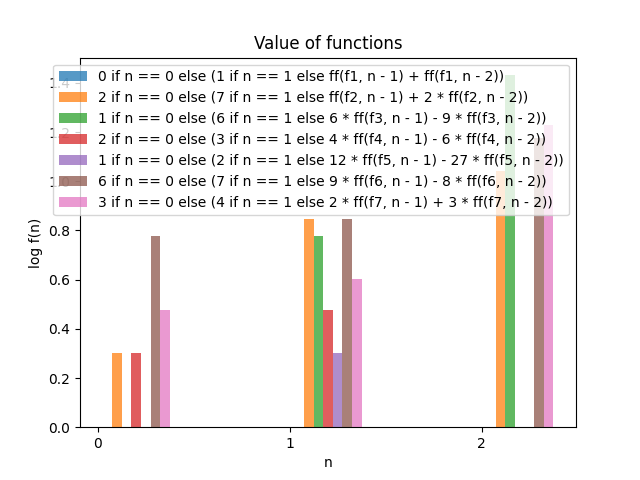 Value of functions
0 if n == 0 else (1 if n == 1 else ff(f1, n - 1) + ff(f1, n - 2))
2 if n == 0 else (7 if n == 1 else ff(f2, n - 1) + 2 * ff(f2, n - 2))
1 if n == 0 else (6 if n == 1 else 6 * ff(f3, n - 1) - 9 * ff(f3, n - 2))
2 if n == 0 else (3 if n == 1 else 4 * ff(f4, n - 1) - 6 * ff(f4, n - 2))
1 if n == 0 else (2 if n == 1 else 12 * ff(f5, n - 1) - 27 * ff(f5, n - 2))
6 if n == 0 else (7 if n == 1 else 9 * ff(f6, n - 1) - 8 * ff(f6, n - 2))
3 if n == 0 else (4 if n == 1 else 2 * ff(f7, n - 1) + 3 * ff(f7, n - 2))
1.4
1.2
1.0
0.8
0.6
0.4
0.2
0.0
log f(n)
0 1 2
n